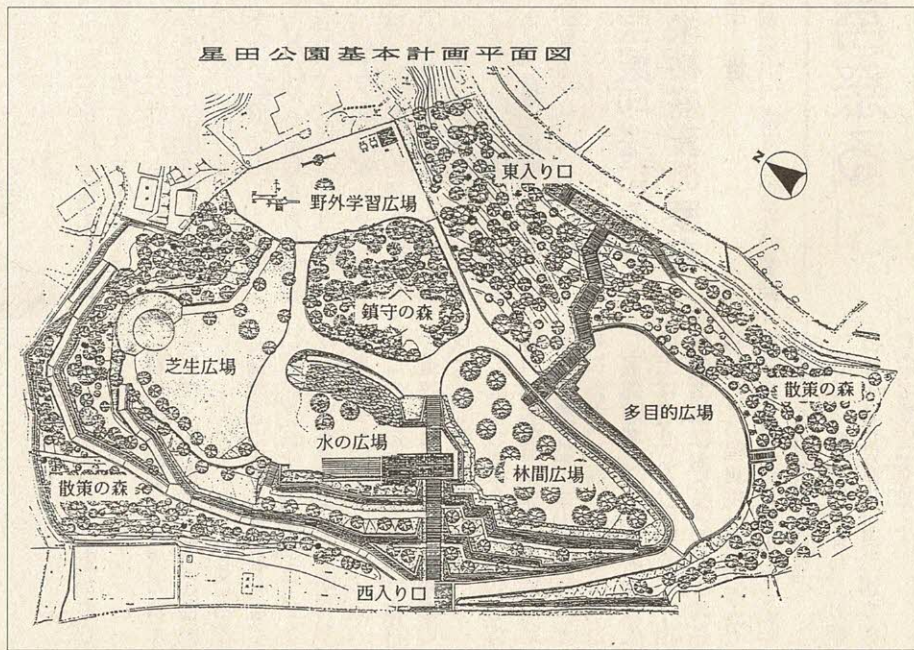 星田公園基本計画平面図
東入り口
N
野外学習広場
鎮守の森
芝生広場
多目的広場
散策の森
水の広場
林間広場
散策の森
西入り口